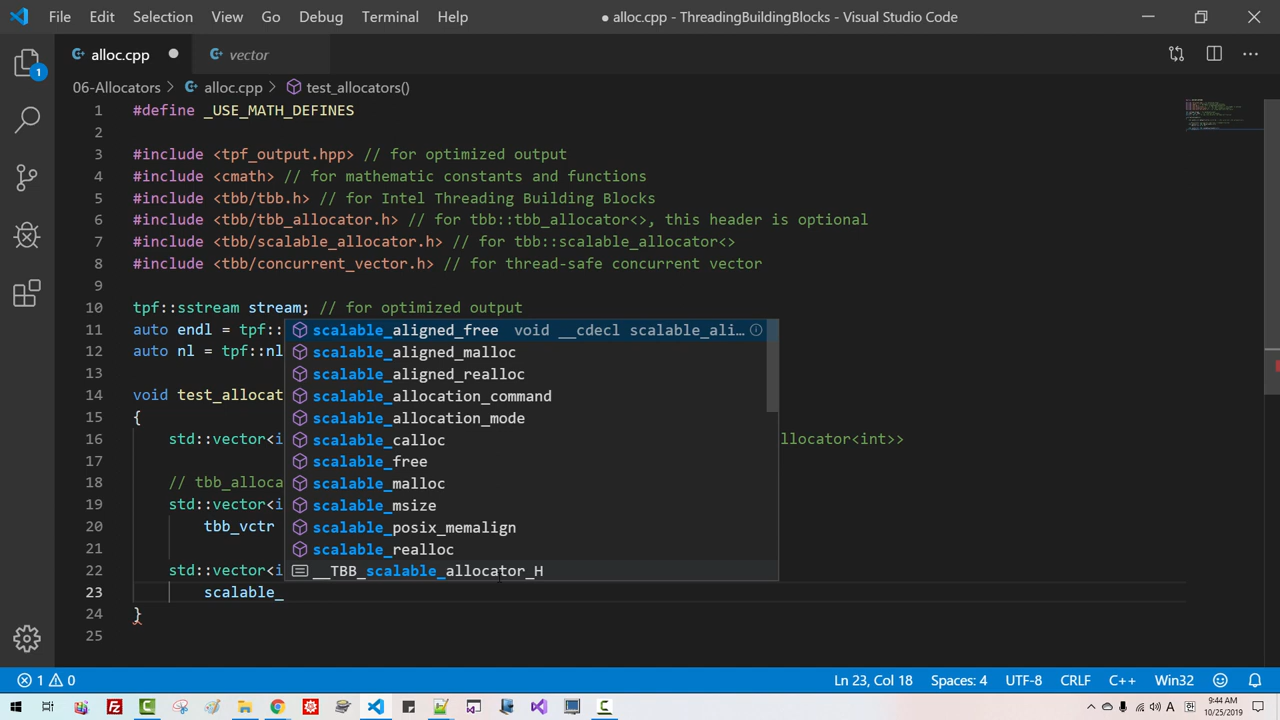 File Edit Selection View Go Debug Terminal Help ● alloc.cpp - ThreadingBuildingBlocks - Visual Studio Code
alloc.cpp vector
06-Allocators > alloc.cpp > test_allocators()
1 #define _USE_MATH_DEFINES
2
3 #include <tpf_output.hpp> // for optimized output
4 #include <cmath> // for mathematic constants and functions
5 #include <tbb/tbb.h> // for Intel Threading Building Blocks
6 #include <tbb/tbb_allocator.h> // for tbb::tbb_allocator<>, this header is optional
7 #include <tbb/scalable_allocator.h> // for tbb::scalable_allocator<>
8 #include <tbb/concurrent_vector.h> // for thread-safe concurrent vector
9
10 tpf::sstream stream; // for optimized output
11 auto endl = tpf::
scalable_aligned_free void __cdecl scalable_ali...
12 auto nl = tpf::nl
scalable_aligned_malloc
13
scalable_aligned_realloc
14 void test_allocat
scalable_allocation_command
15 {
scalable_allocation_mode
16 std::vector<i
scalable_calloc
llocator<int>>
17
scalable_free
18 // tbb_alloca
scalable_malloc
19 std::vector<i
scalable_msize
20 tbb_vctr
scalable_posix_memalign
21
scalable_realloc
22 std::vector<i
__TBB_scalable_allocator_H
23 scalable_
24 }
25
1 0 Ln 23, Col 18 Spaces: 4 UTF-8 CRLF C++ Win32
9:44 AM
10/25/2019